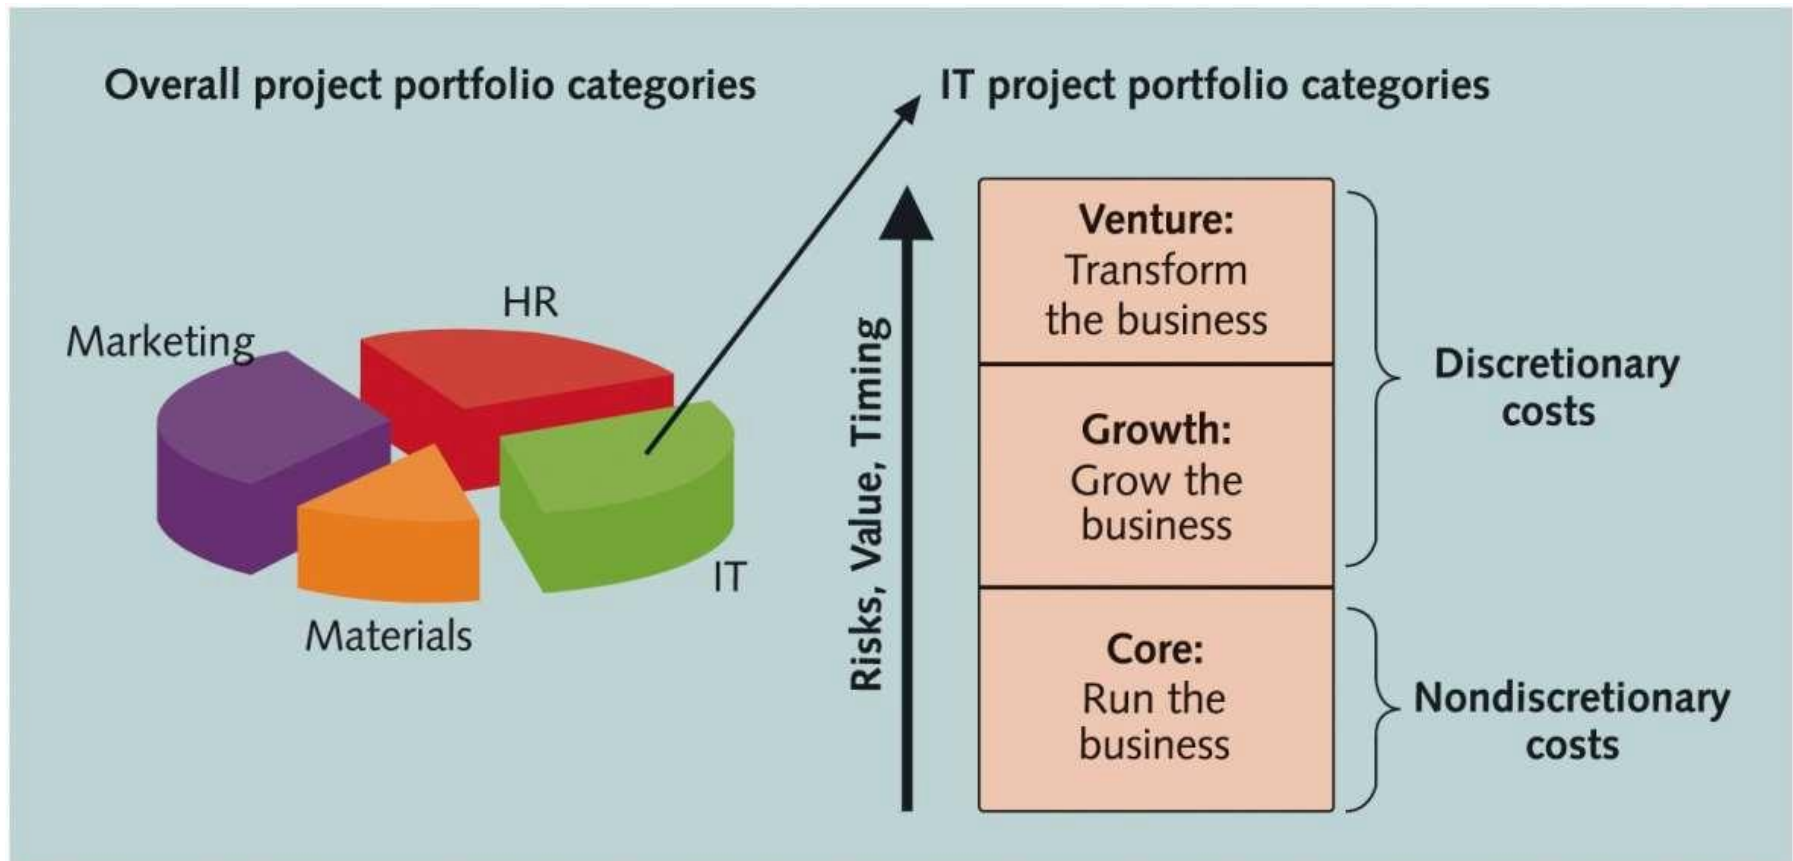 Overall project portfolio categories
IT project portfolio categories
Marketing
HR
Materials
IT
Risks, Value, Timing
Venture:
Transform
the business
Growth:
Grow the
business
Core:
Run the
business
Discretionary
costs
Nondiscretionary
costs